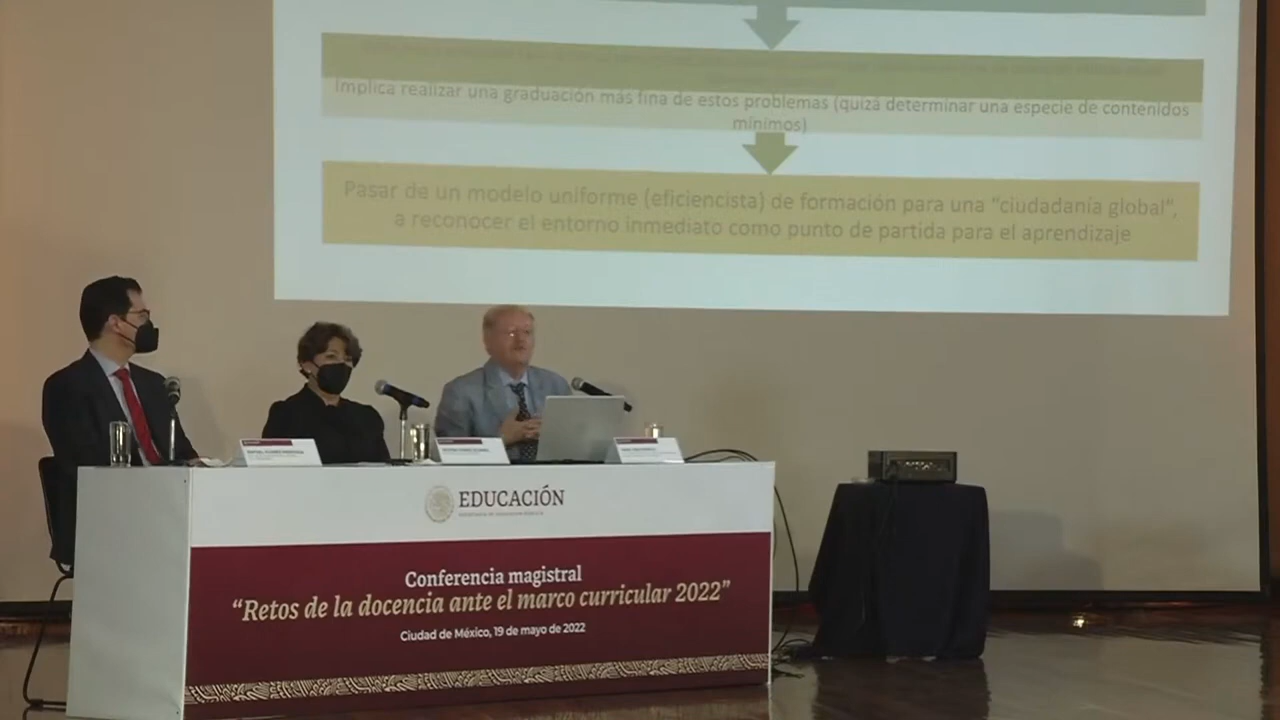 Implica realizar una graduación más fina de estos problemas (quizá determinar una especie de contenidos
mínimos)
Pasar de un modelo uniforme (eficiencista) de formación para una "ciudadanía global",
a reconocer el entorno inmediato como punto de partida para el aprendizaje
EDUCACIÓN
Conferencia magistral
“Retos de la docencia ante el marco curricular 2022”
Ciudad de México, 19 de mayo de 2022